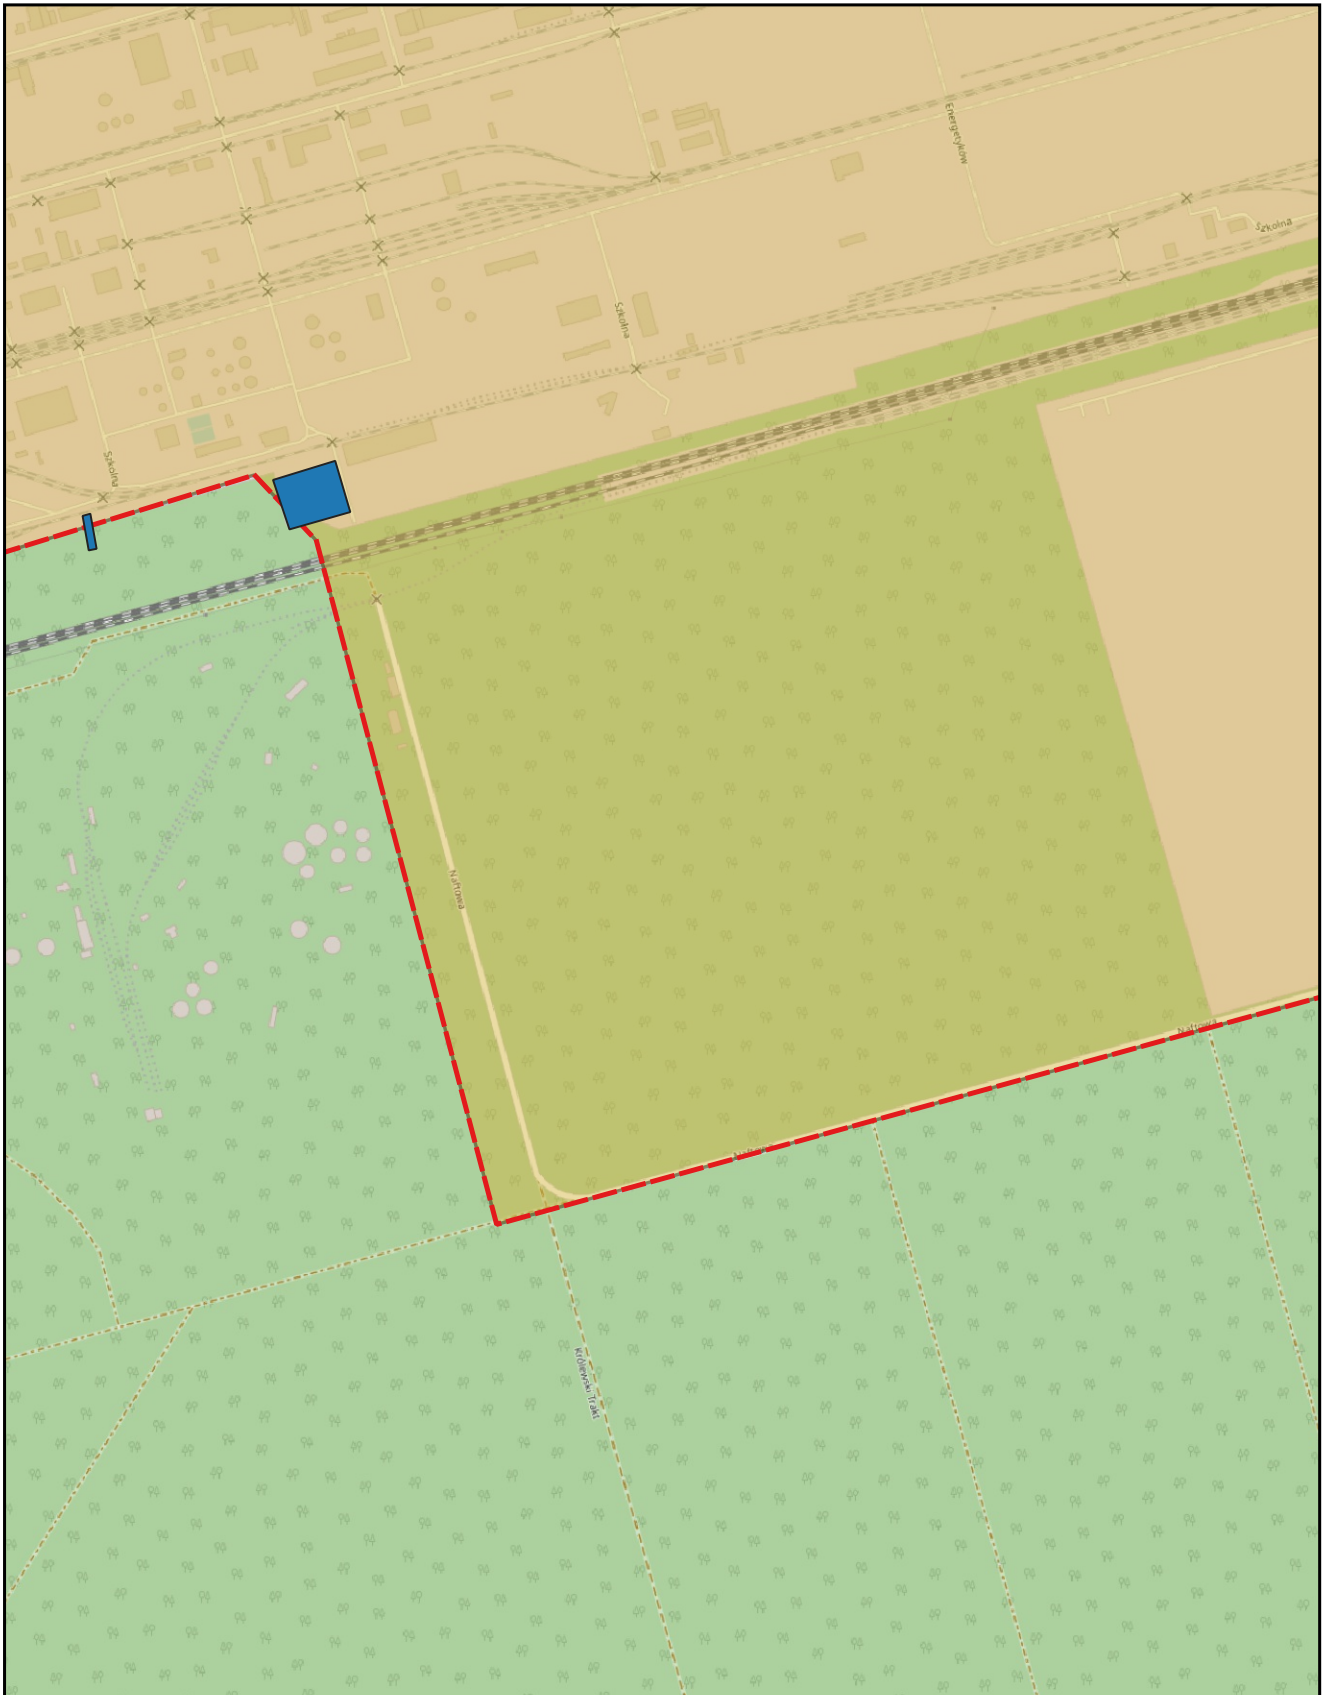 Energetyków
Szkolna
Szkolna
Szkolna
Naftowa
Naftowa
Królewski Trakt